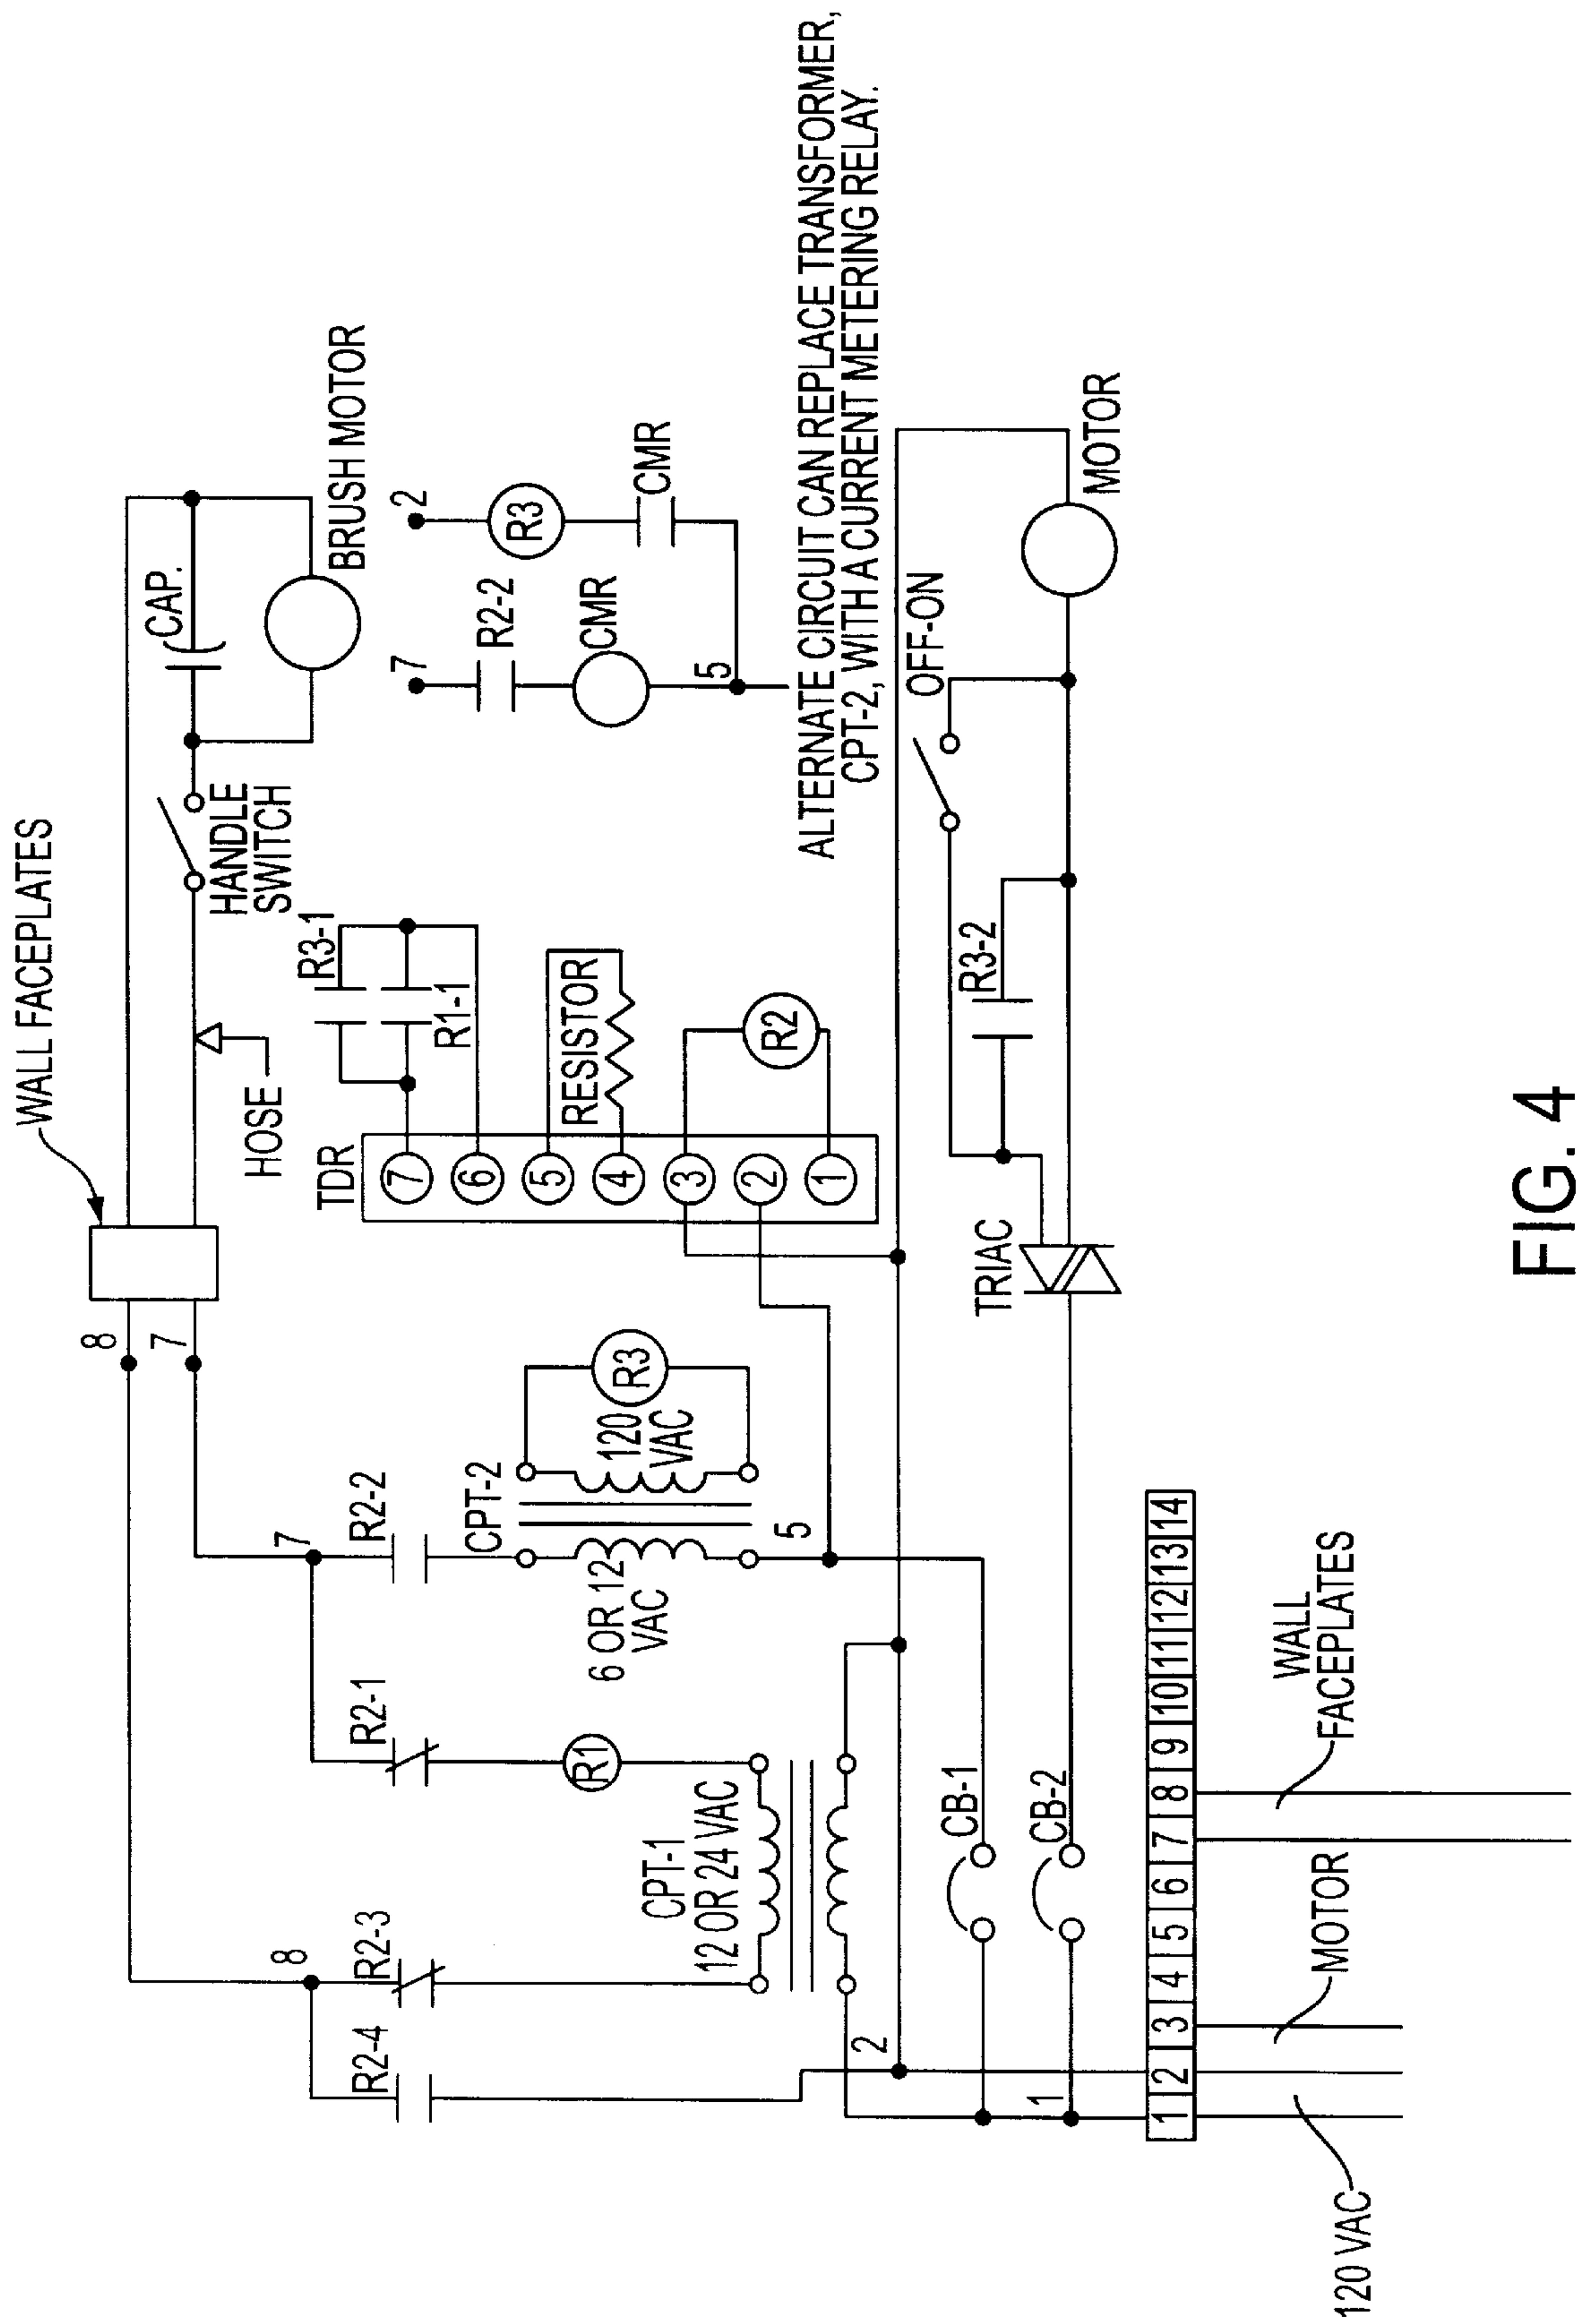 WALL FACEPLATES
8
7
HOSE
HANDLE
SWITCH
CAP.
BRUSH MOTOR
8
R2-4
R2-3
7
R2-1
R2-2
R1
CPT-1
12 OR 24 VAC
CPT-2
6 OR 12
VAC
120
VAC
R3
5
TDR
7
6
5
4
3
2
1
R3-1
R1-1
RESISTOR
R2
7
R2-2
CMR
5
2
R3
CMR
ALTERNATE CIRCUIT CAN REPLACE TRANSFORMER,
CPT-2, WITH A CURRENT METERING RELAY.
2
CB-1
1
CB-2
TRIAC
R3-2
OFF-ON
MOTOR
1 2 3 4 5 6 7 8 9 10 11 12 13 14
120 VAC
MOTOR
WALL
FACEPLATES
FIG. 4